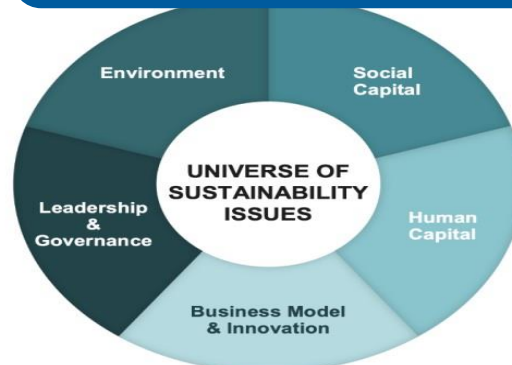 Environment
Social
Capital
UNIVERSE OF
SUSTAINABILITY
ISSUES
Leadership
&
Governance
Human
Capital
Business Model
& Innovation